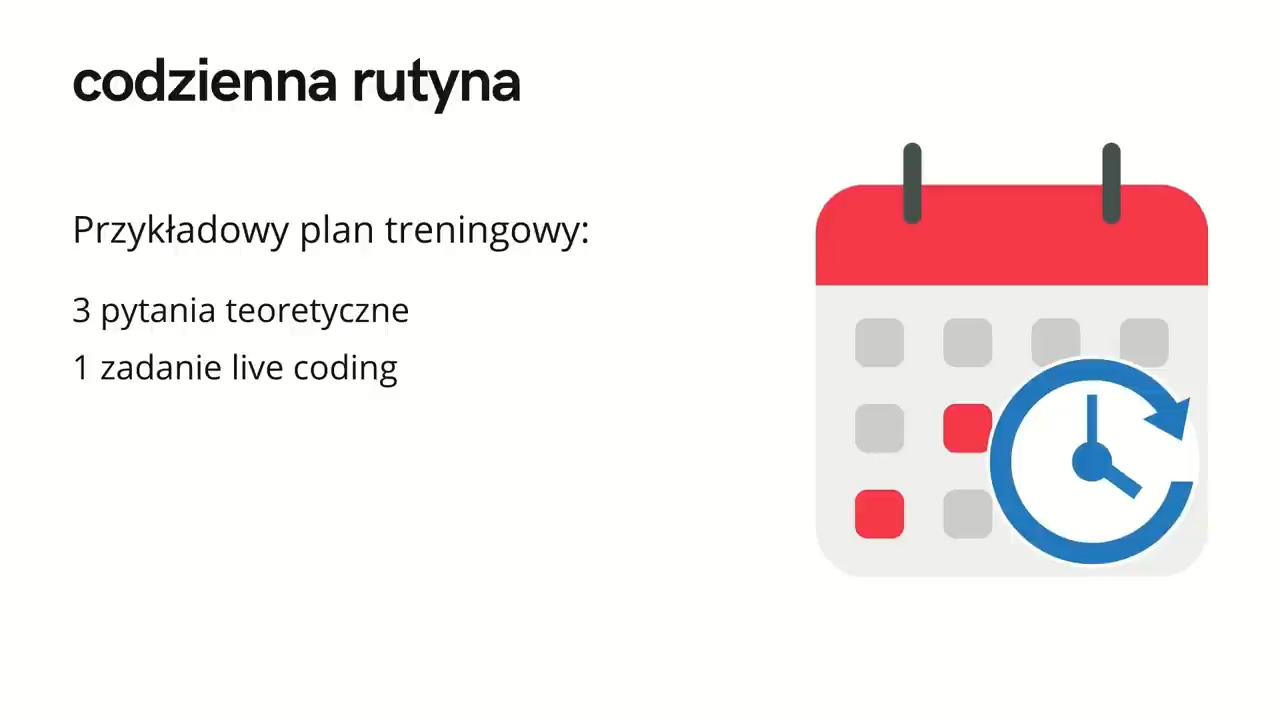 codzienna rutyna
Przykładowy plan treningowy:
3 pytania teoretyczne
1 zadanie live coding